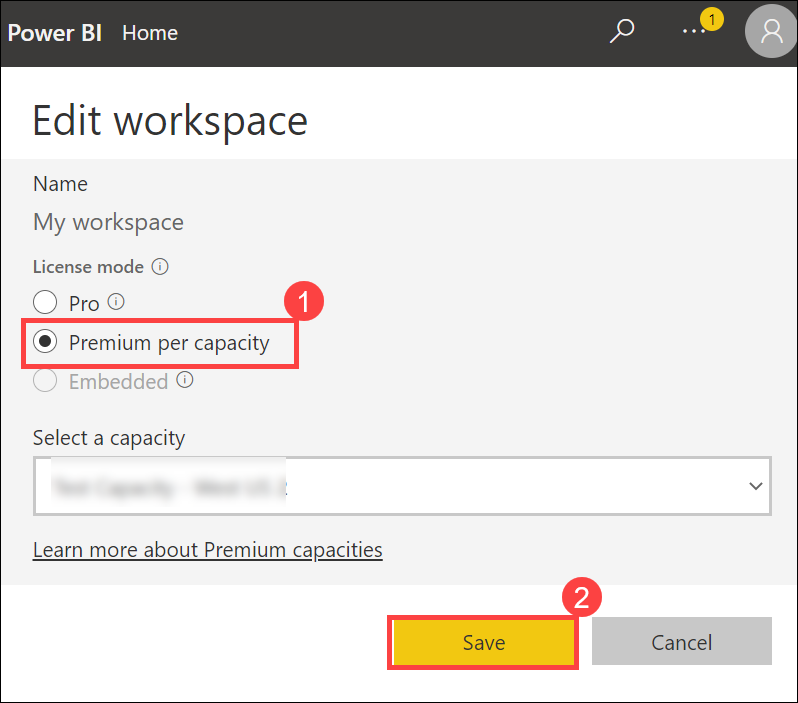 Power BI Home
1
Edit workspace
Name
My workspace
License mode
Pro
1
Premium per capacity
Embedded
Select a capacity
Learn more about Premium capacities
2
Save
Cancel